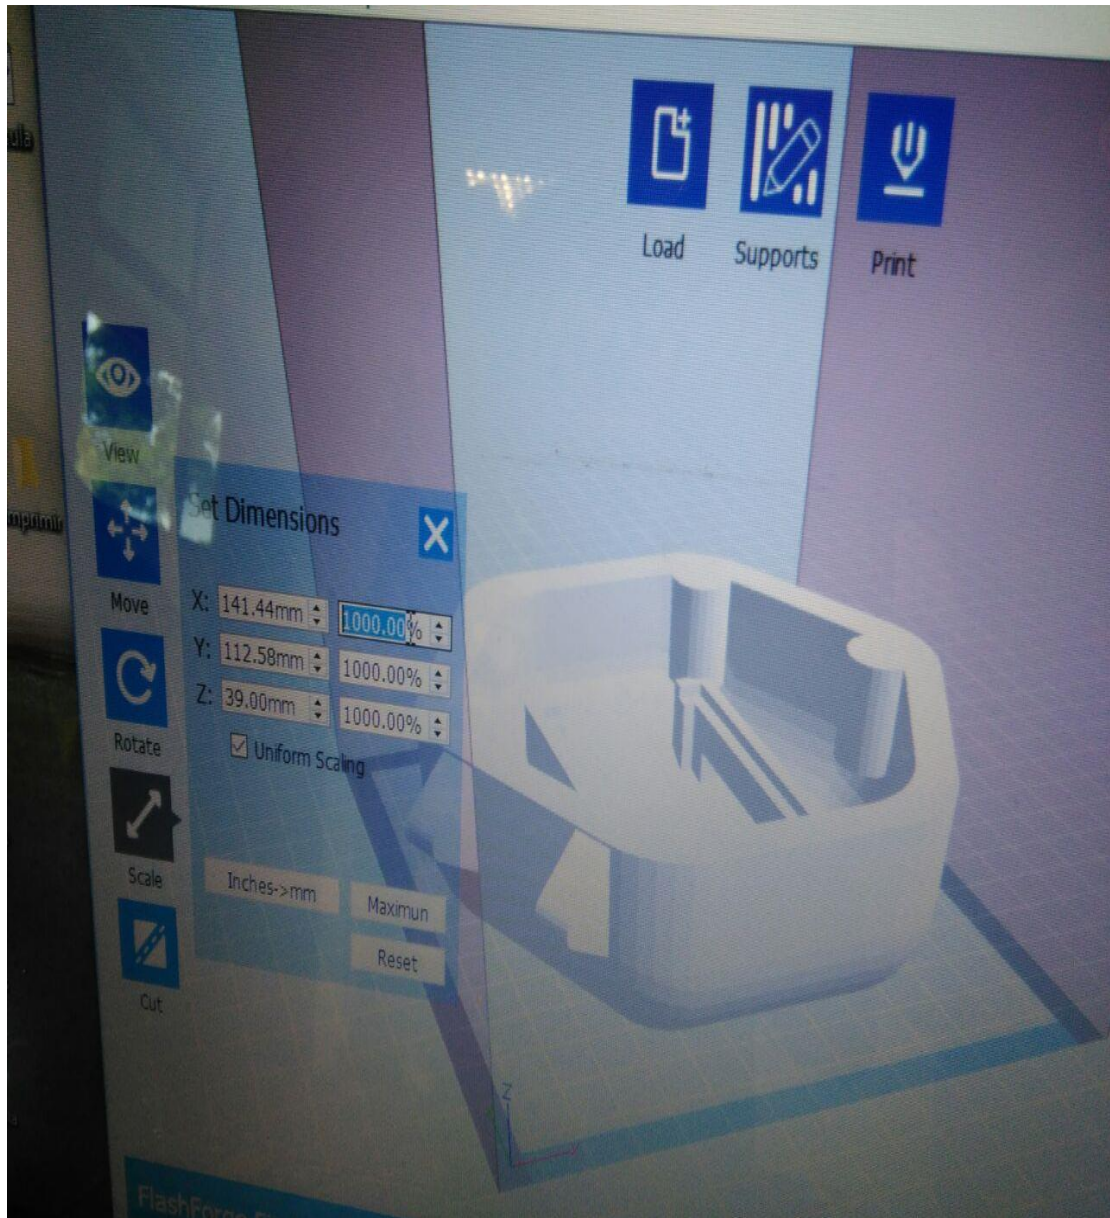 Load
Supports
Print
View
Set Dimensions
X
Move
X: 141.44mm 1000.00%
Y: 112.58mm 1000.00%
Z: 39.00mm 1000.00%
Rotate
Uniform Scaling
Scale
Inches->mm
Maximun
Reset
Cut
Z
X
FlashForge